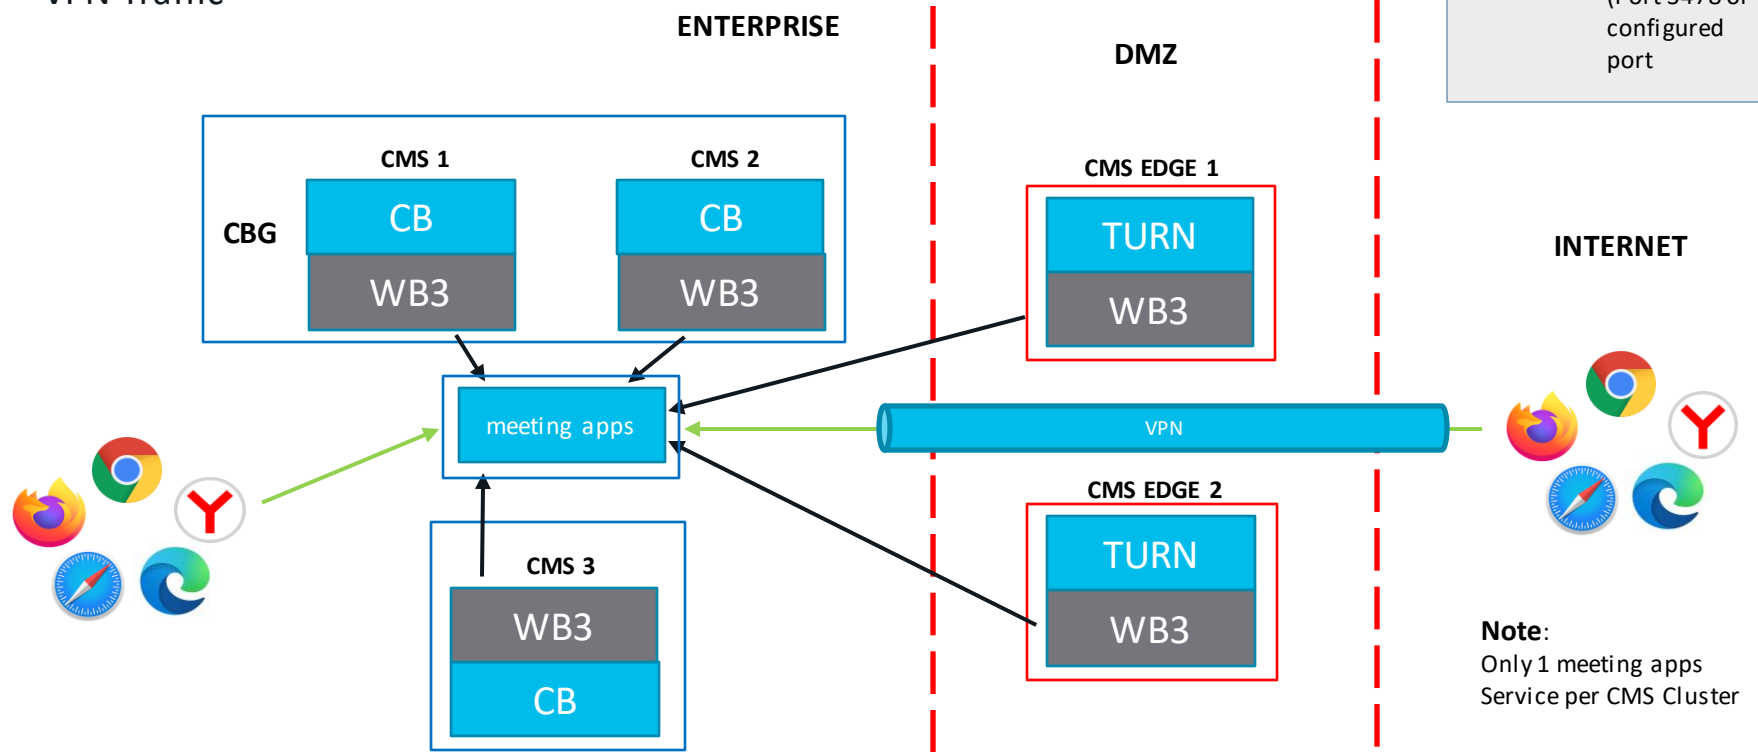 VPN Traffic
ENTERPRISE
DMZ
configured
port
CMS 1
CMS 2
CMS EDGE 1
CB
CB
CBG
TURN
INTERNET
WB3
WB3
WB3
meeting apps
VPN
CMS EDGE 2
CMS 3
TURN
WB3
WB3
CB
Note:
Only 1 meeting apps
Service per CMS Cluster